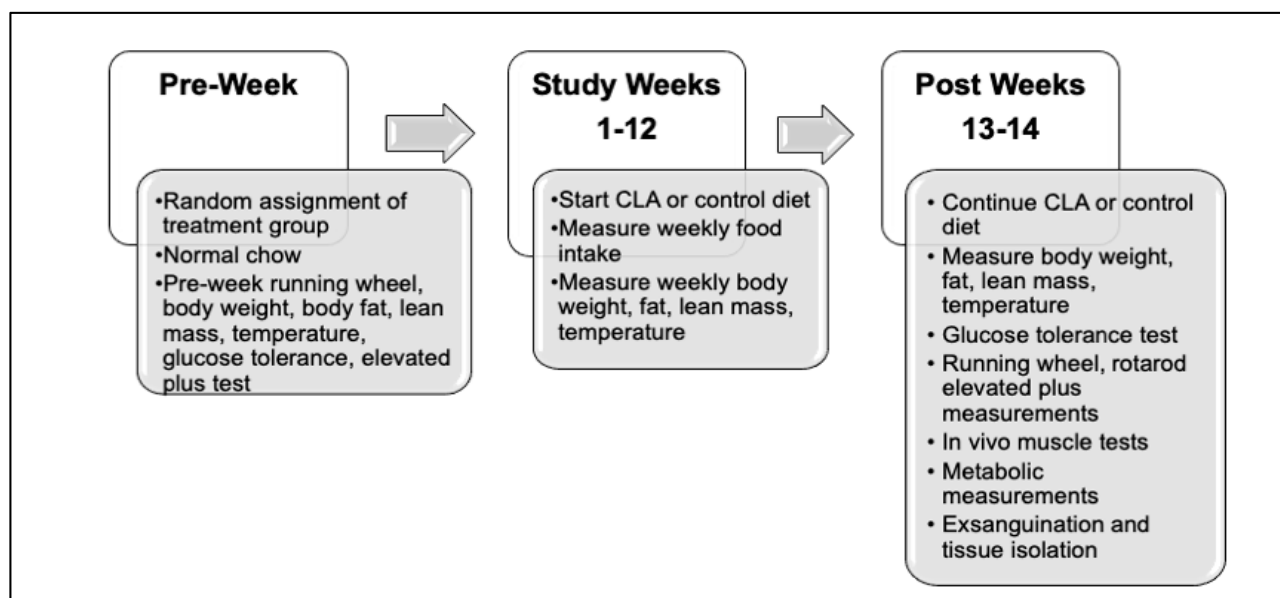 Pre-Week
•Random assignment of
treatment group
•Normal chow
•Pre-week running wheel,
body weight, body fat, lean
mass, temperature,
glucose tolerance, elevated
plus test
Study Weeks
1-12
•Start CLA or control diet
•Measure weekly food
intake
•Measure weekly body
weight, fat, lean mass,
temperature
Post Weeks
13-14
• Continue CLA or control
diet
• Measure body weight,
fat, lean mass,
temperature
• Glucose tolerance test
• Running wheel, rotarod
elevated plus
measurements
• In vivo muscle tests
• Metabolic
measurements
• Exsanguination and
tissue isolation